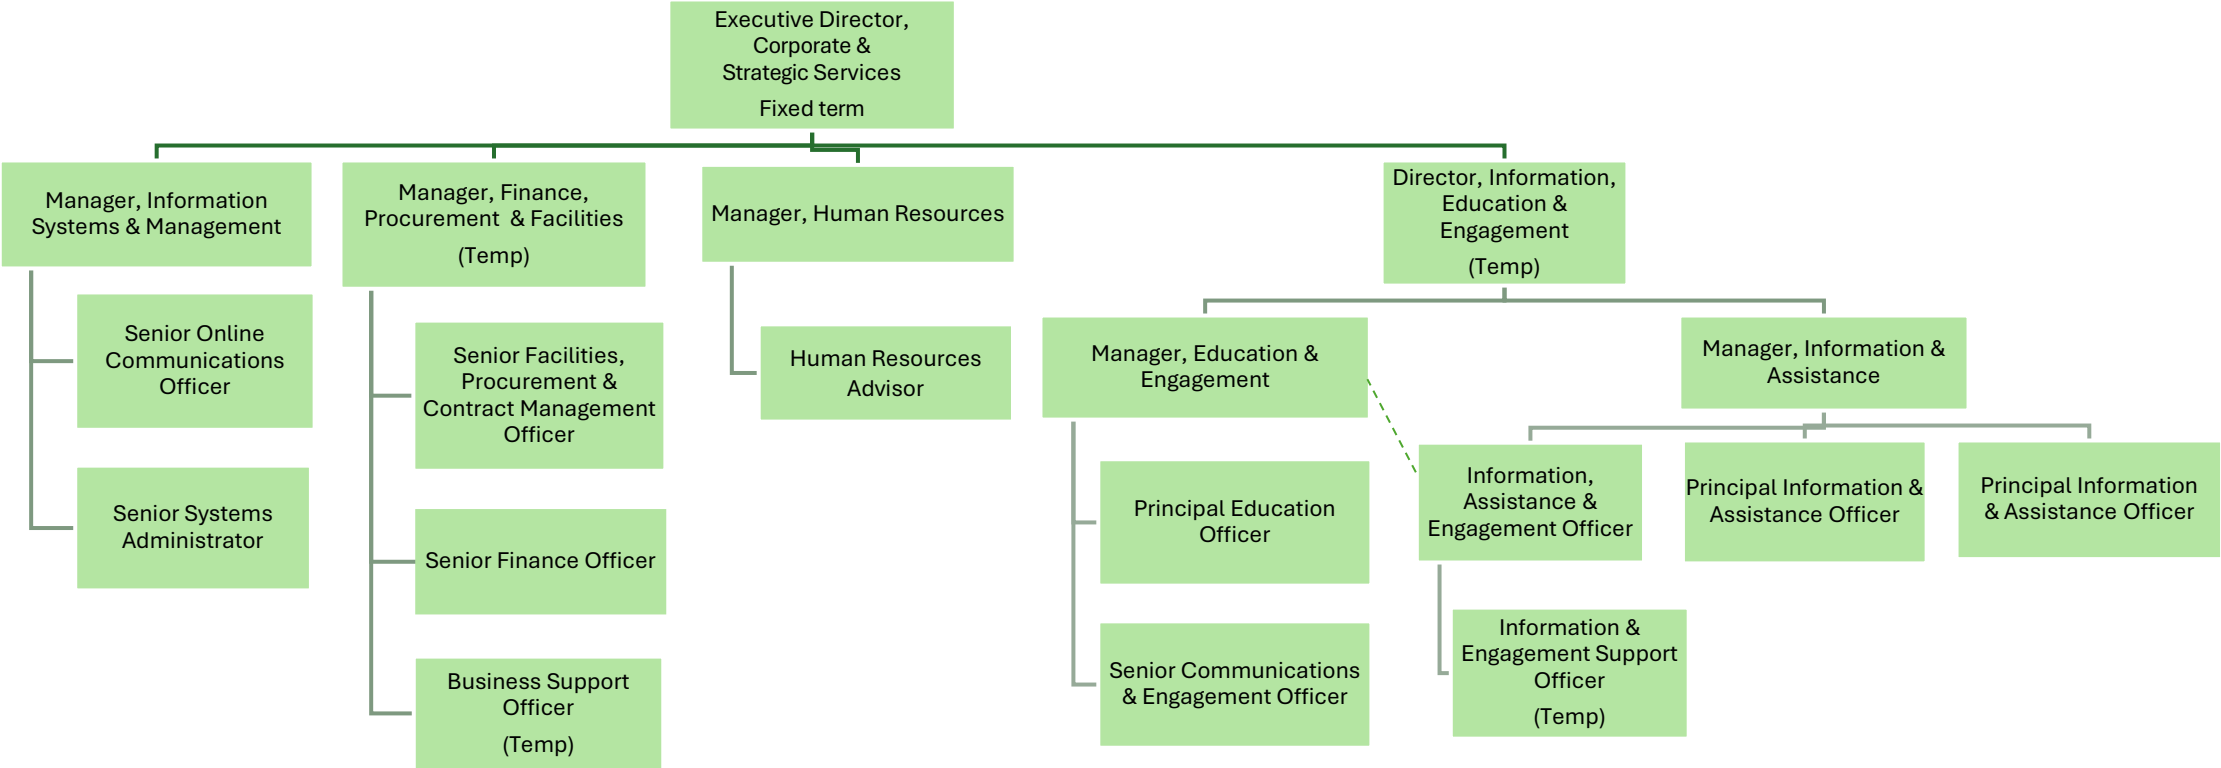 Executive Director,
Corporate &
Strategic Services
Fixed term
Manager, Information
Systems & Management
Senior Online
Communications
Officer
Senior Systems
Administrator
Manager, Finance,
Procurement & Facilities
(Temp)
Senior Facilities,
Procurement &
Contract Management
Officer
Senior Finance Officer
Business Support
Officer
(Temp)
Manager, Human Resources
Human Resources
Advisor
Director, Information,
Education &
Engagement
(Temp)
Manager, Education &
Engagement
Principal Education
Officer
Senior Communications
& Engagement Officer
Manager, Information &
Assistance
Information,
Assistance &
Engagement Officer
Information &
Engagement Support
Officer
(Temp)
Principal Information &
Assistance Officer
Principal Information
& Assistance Officer